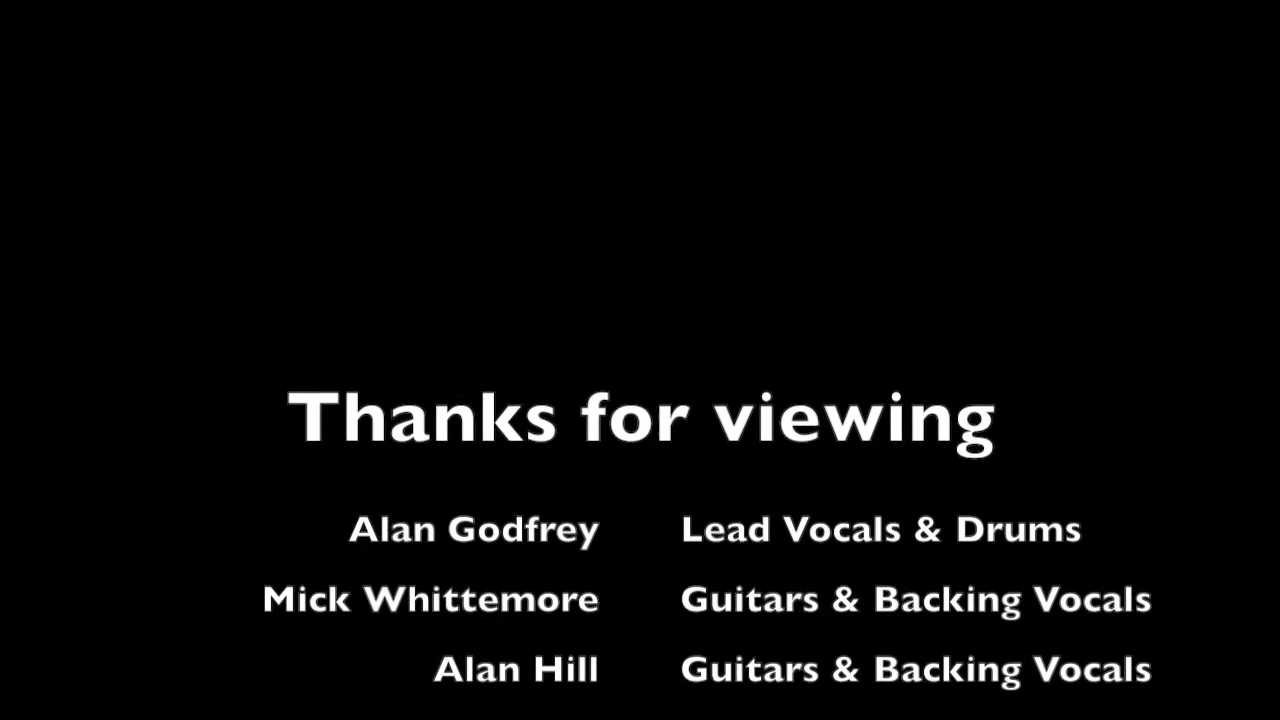 Thanks for viewing
Alan Godfrey Lead Vocals & Drums
Mick Whittemore Guitars & Backing Vocals
Alan Hill Guitars & Backing Vocals